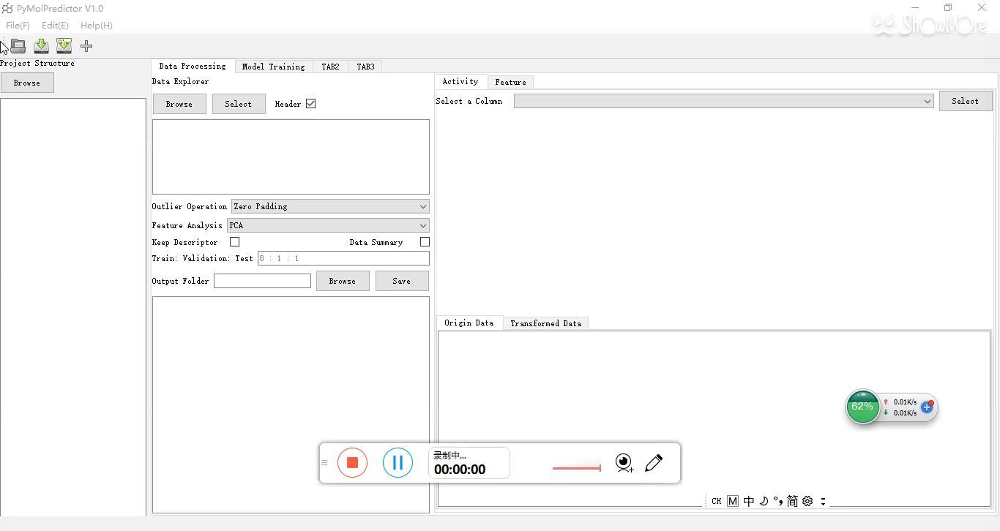 PyMolPredictor V1.0
File(F) Edit(E) Help(H)
ShowMore
Project Structure
Browse
Data Processing Model Training TAB2 TAB3
Data Explorer
Browse Select Header
Outlier Operation Zero Padding
Feature Analysis PCA
Keep Descriptor Data Summary
Train: Validation: Test 8 : 1 : 1
Output Folder Browse Save
Activity Feature
Select a Column Select
Origin Data Transformed Data
62% 0.01K/s
0.01K/s
录制中...
00:00:00
CH M 中 简